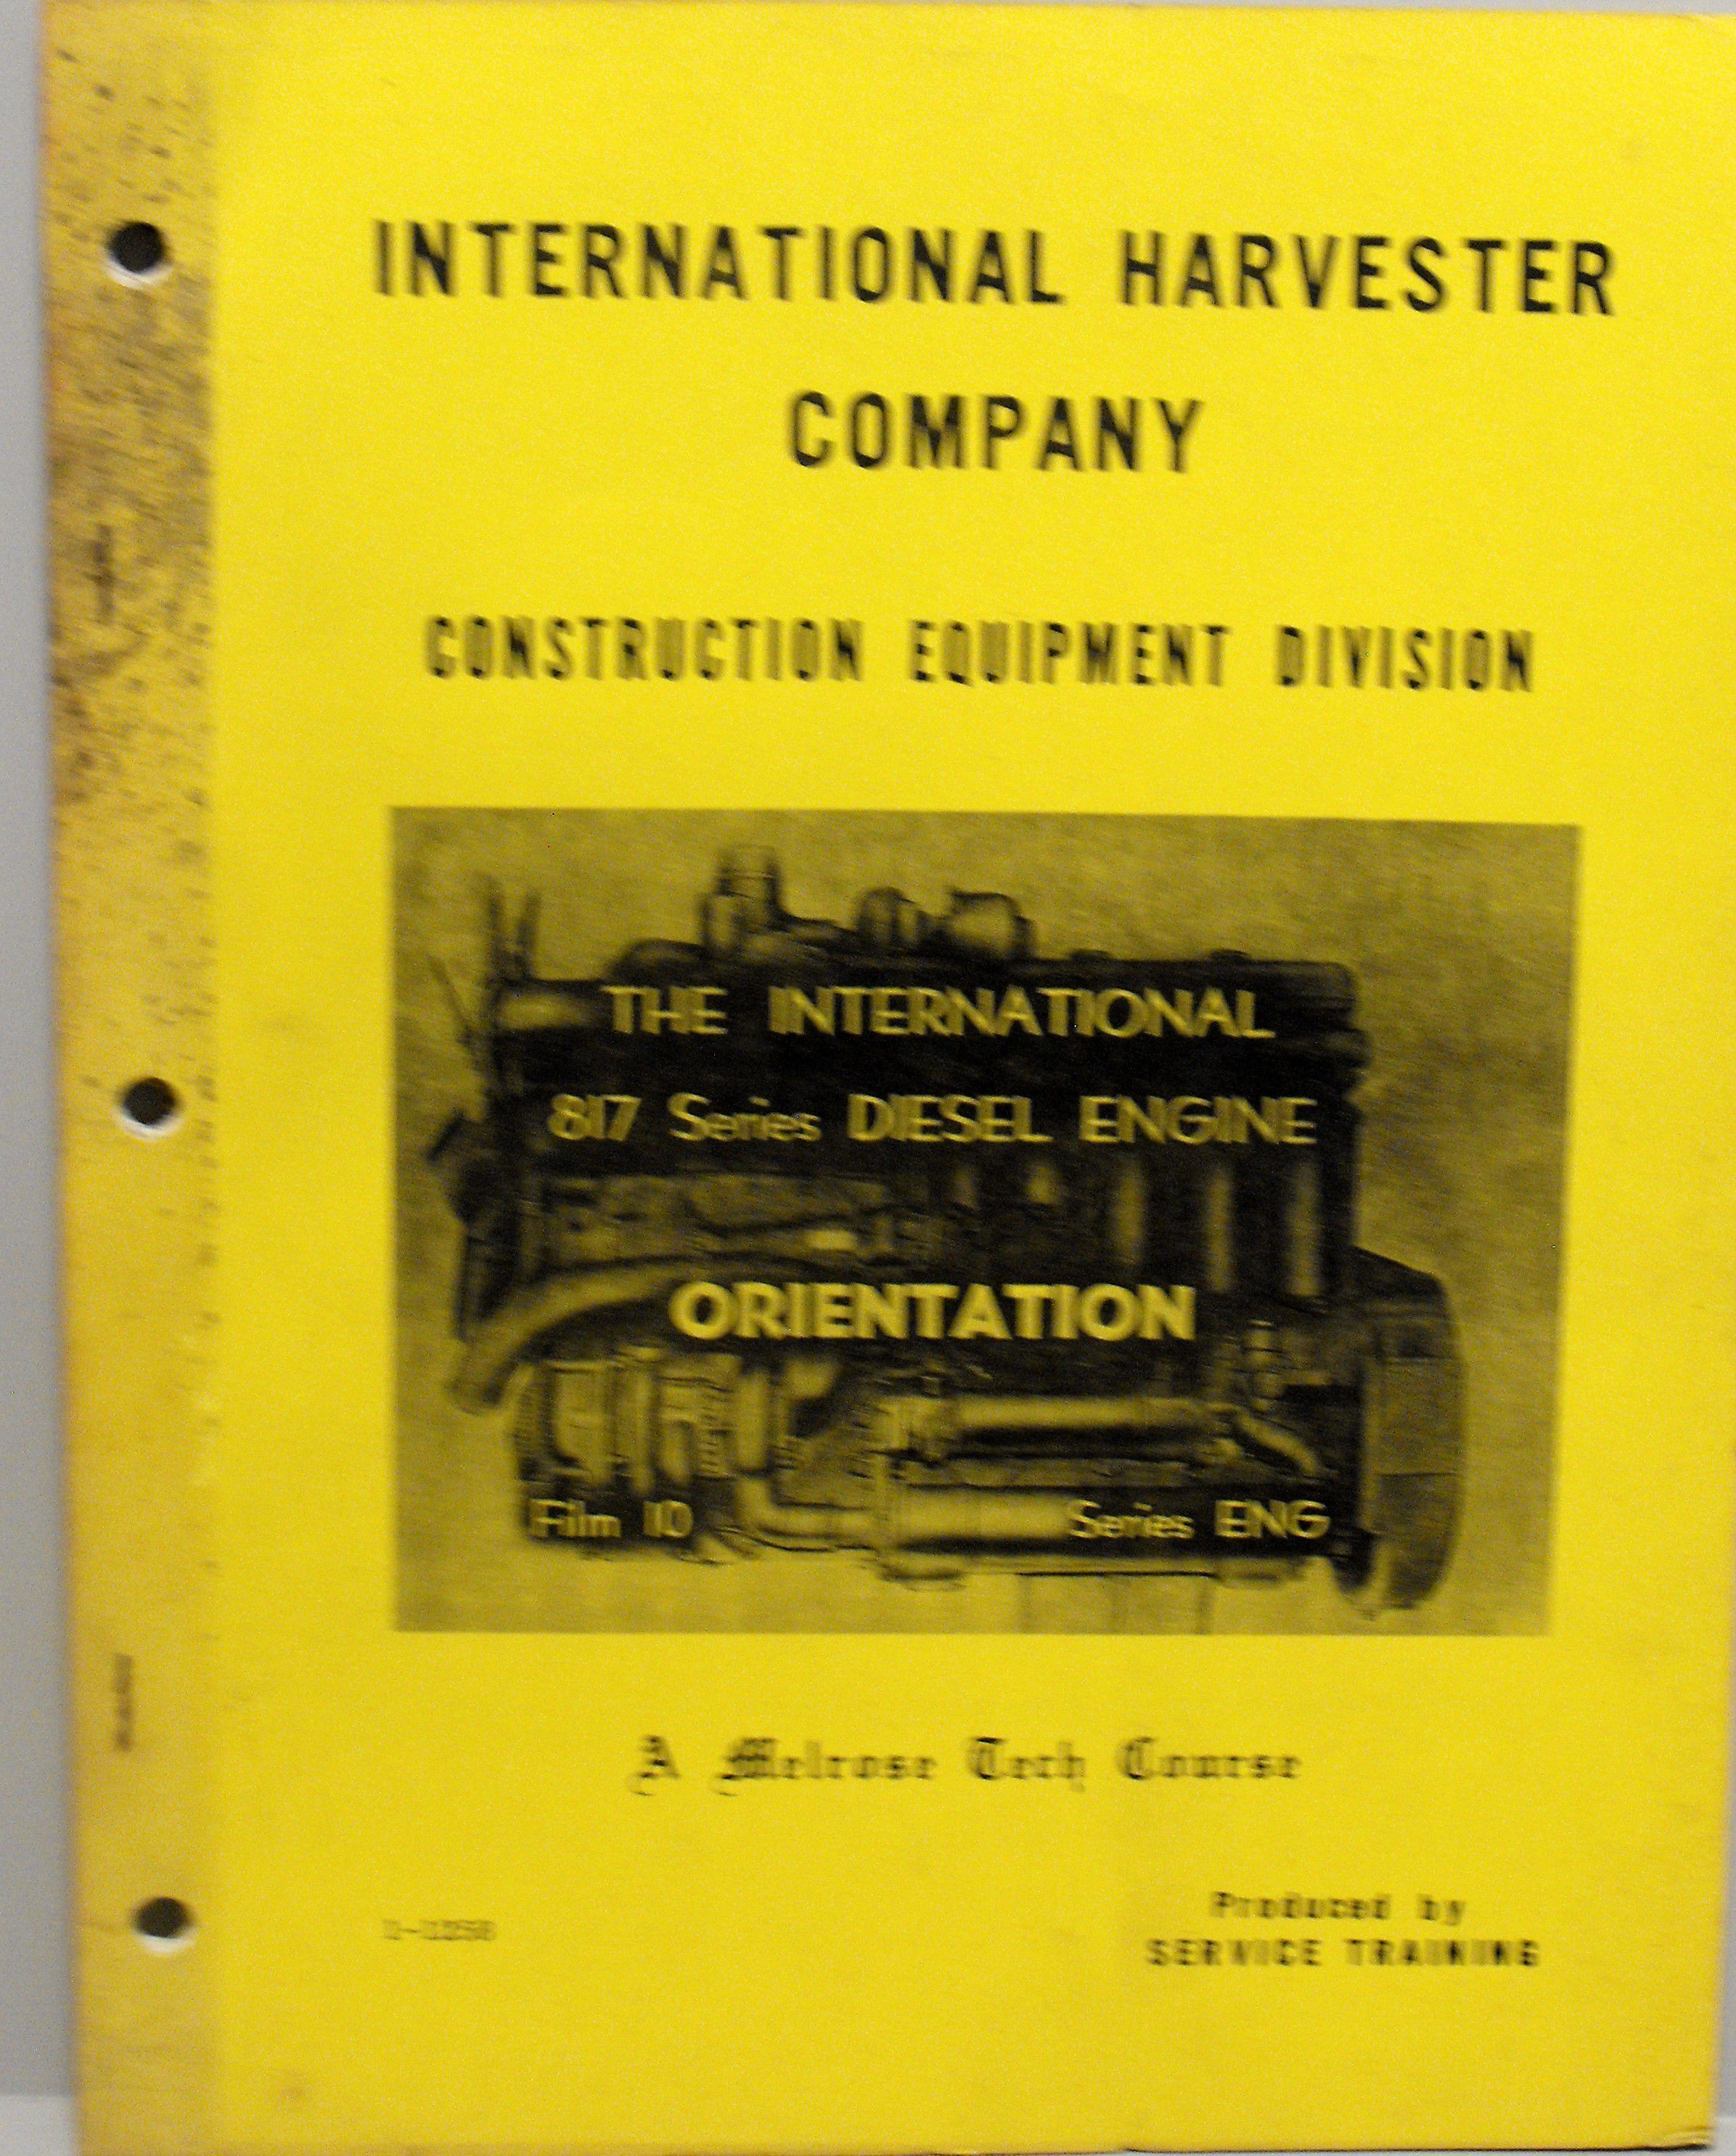 INTERNATIONAL HARVESTER
COMPANY
CONSTRUCTION EQUIPMENT DIVISION
THE INTERNATIONAL
817 Series DIESEL ENGINE
ORIENTATION
Film 10 Series ENG
A Melrose Tech Course
Produced by
SERVICE TRAINING